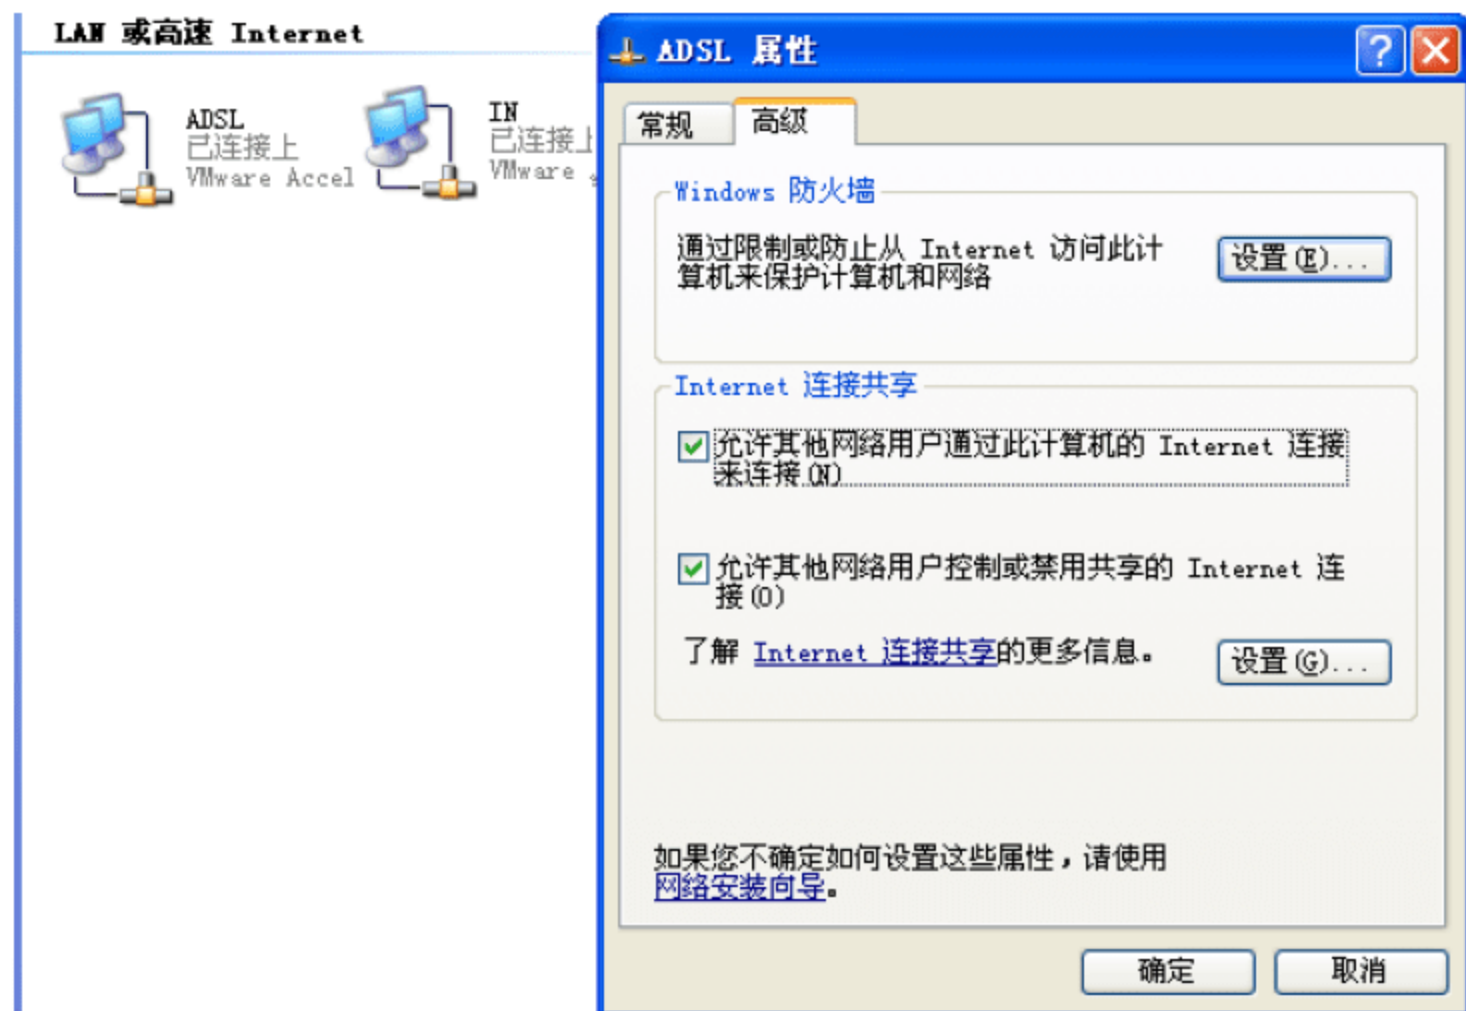 LAN 或高速 Internet
ADSL
已连接上
VMware Accel
IN
已连接上
VMware
ADSL 属性
常规
高级
Windows 防火墙
通过限制或防止从 Internet 访问此计
算机来保护计算机和网络
设置(E)...
Internet 连接共享
允许其他网络用户通过此计算机的 Internet 连接
来连接(N)
允许其他网络用户控制或禁用共享的 Internet 连
接(O)
了解 Internet 连接共享的更多信息。
设置(G)...
如果您不确定如何设置这些属性，请使用
网络安装向导。
确定
取消